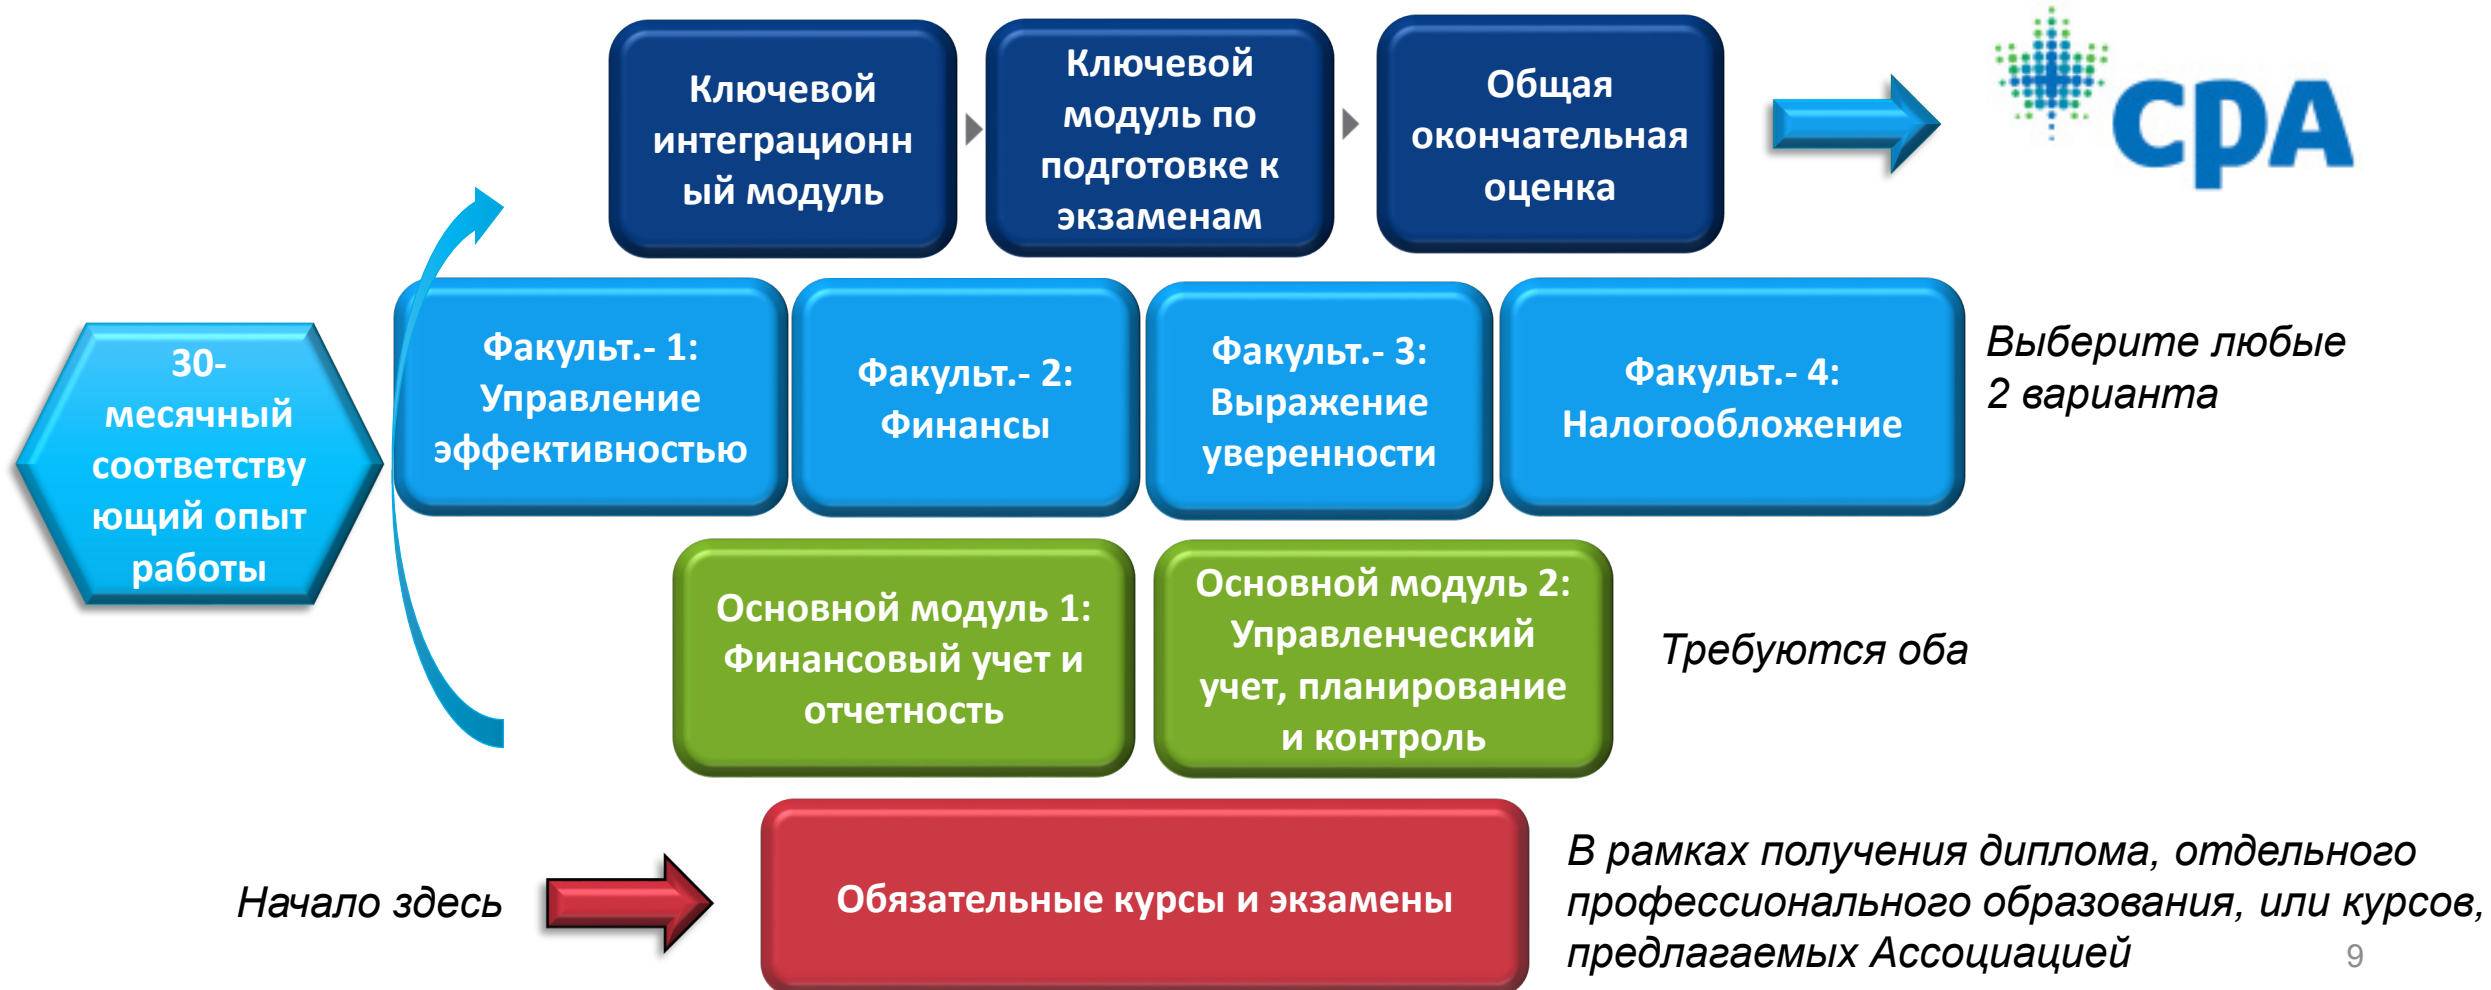 Ключевой
интеграционн
ый модуль
Ключевой
модуль по
подготовке к
экзаменам
Общая
окончательная
оценка
cpA
30-
месячный
соответству
ющий опыт
работы
Факульт.- 1:
Управление
эффективностью
Факульт.- 2:
Финансы
Факульт.- 3:
Выражение
уверенности
Факульт.- 4:
Налогообложение
Выберите любые
2 варианта
Основной модуль 1:
Финансовый учет и
отчетность
Основной модуль 2:
Управленческий
учет, планирование
и контроль
Требуются оба
Начало здесь
Обязательные курсы и экзамены
В рамках получения диплома, отдельного
профессионального образования, или курсов,
предлагаемых Ассоциацией
9